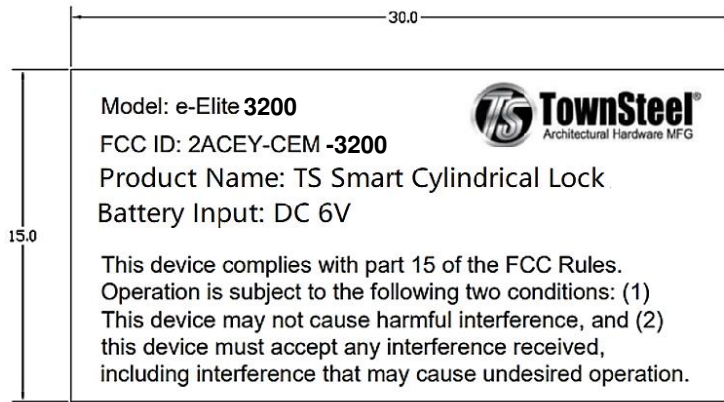 30.0
Model: e-Elite 3200
TS TownSteel®
Architectural Hardware MFG
FCC ID: 2ACEY-CEM -3200
Product Name: TS Smart Cylindrical Lock
Battery Input: DC 6V
15.0
This device complies with part 15 of the FCC Rules.
Operation is subject to the following two conditions: (1)
This device may not cause harmful interference, and (2)
this device must accept any interference received,
including interference that may cause undesired operation.